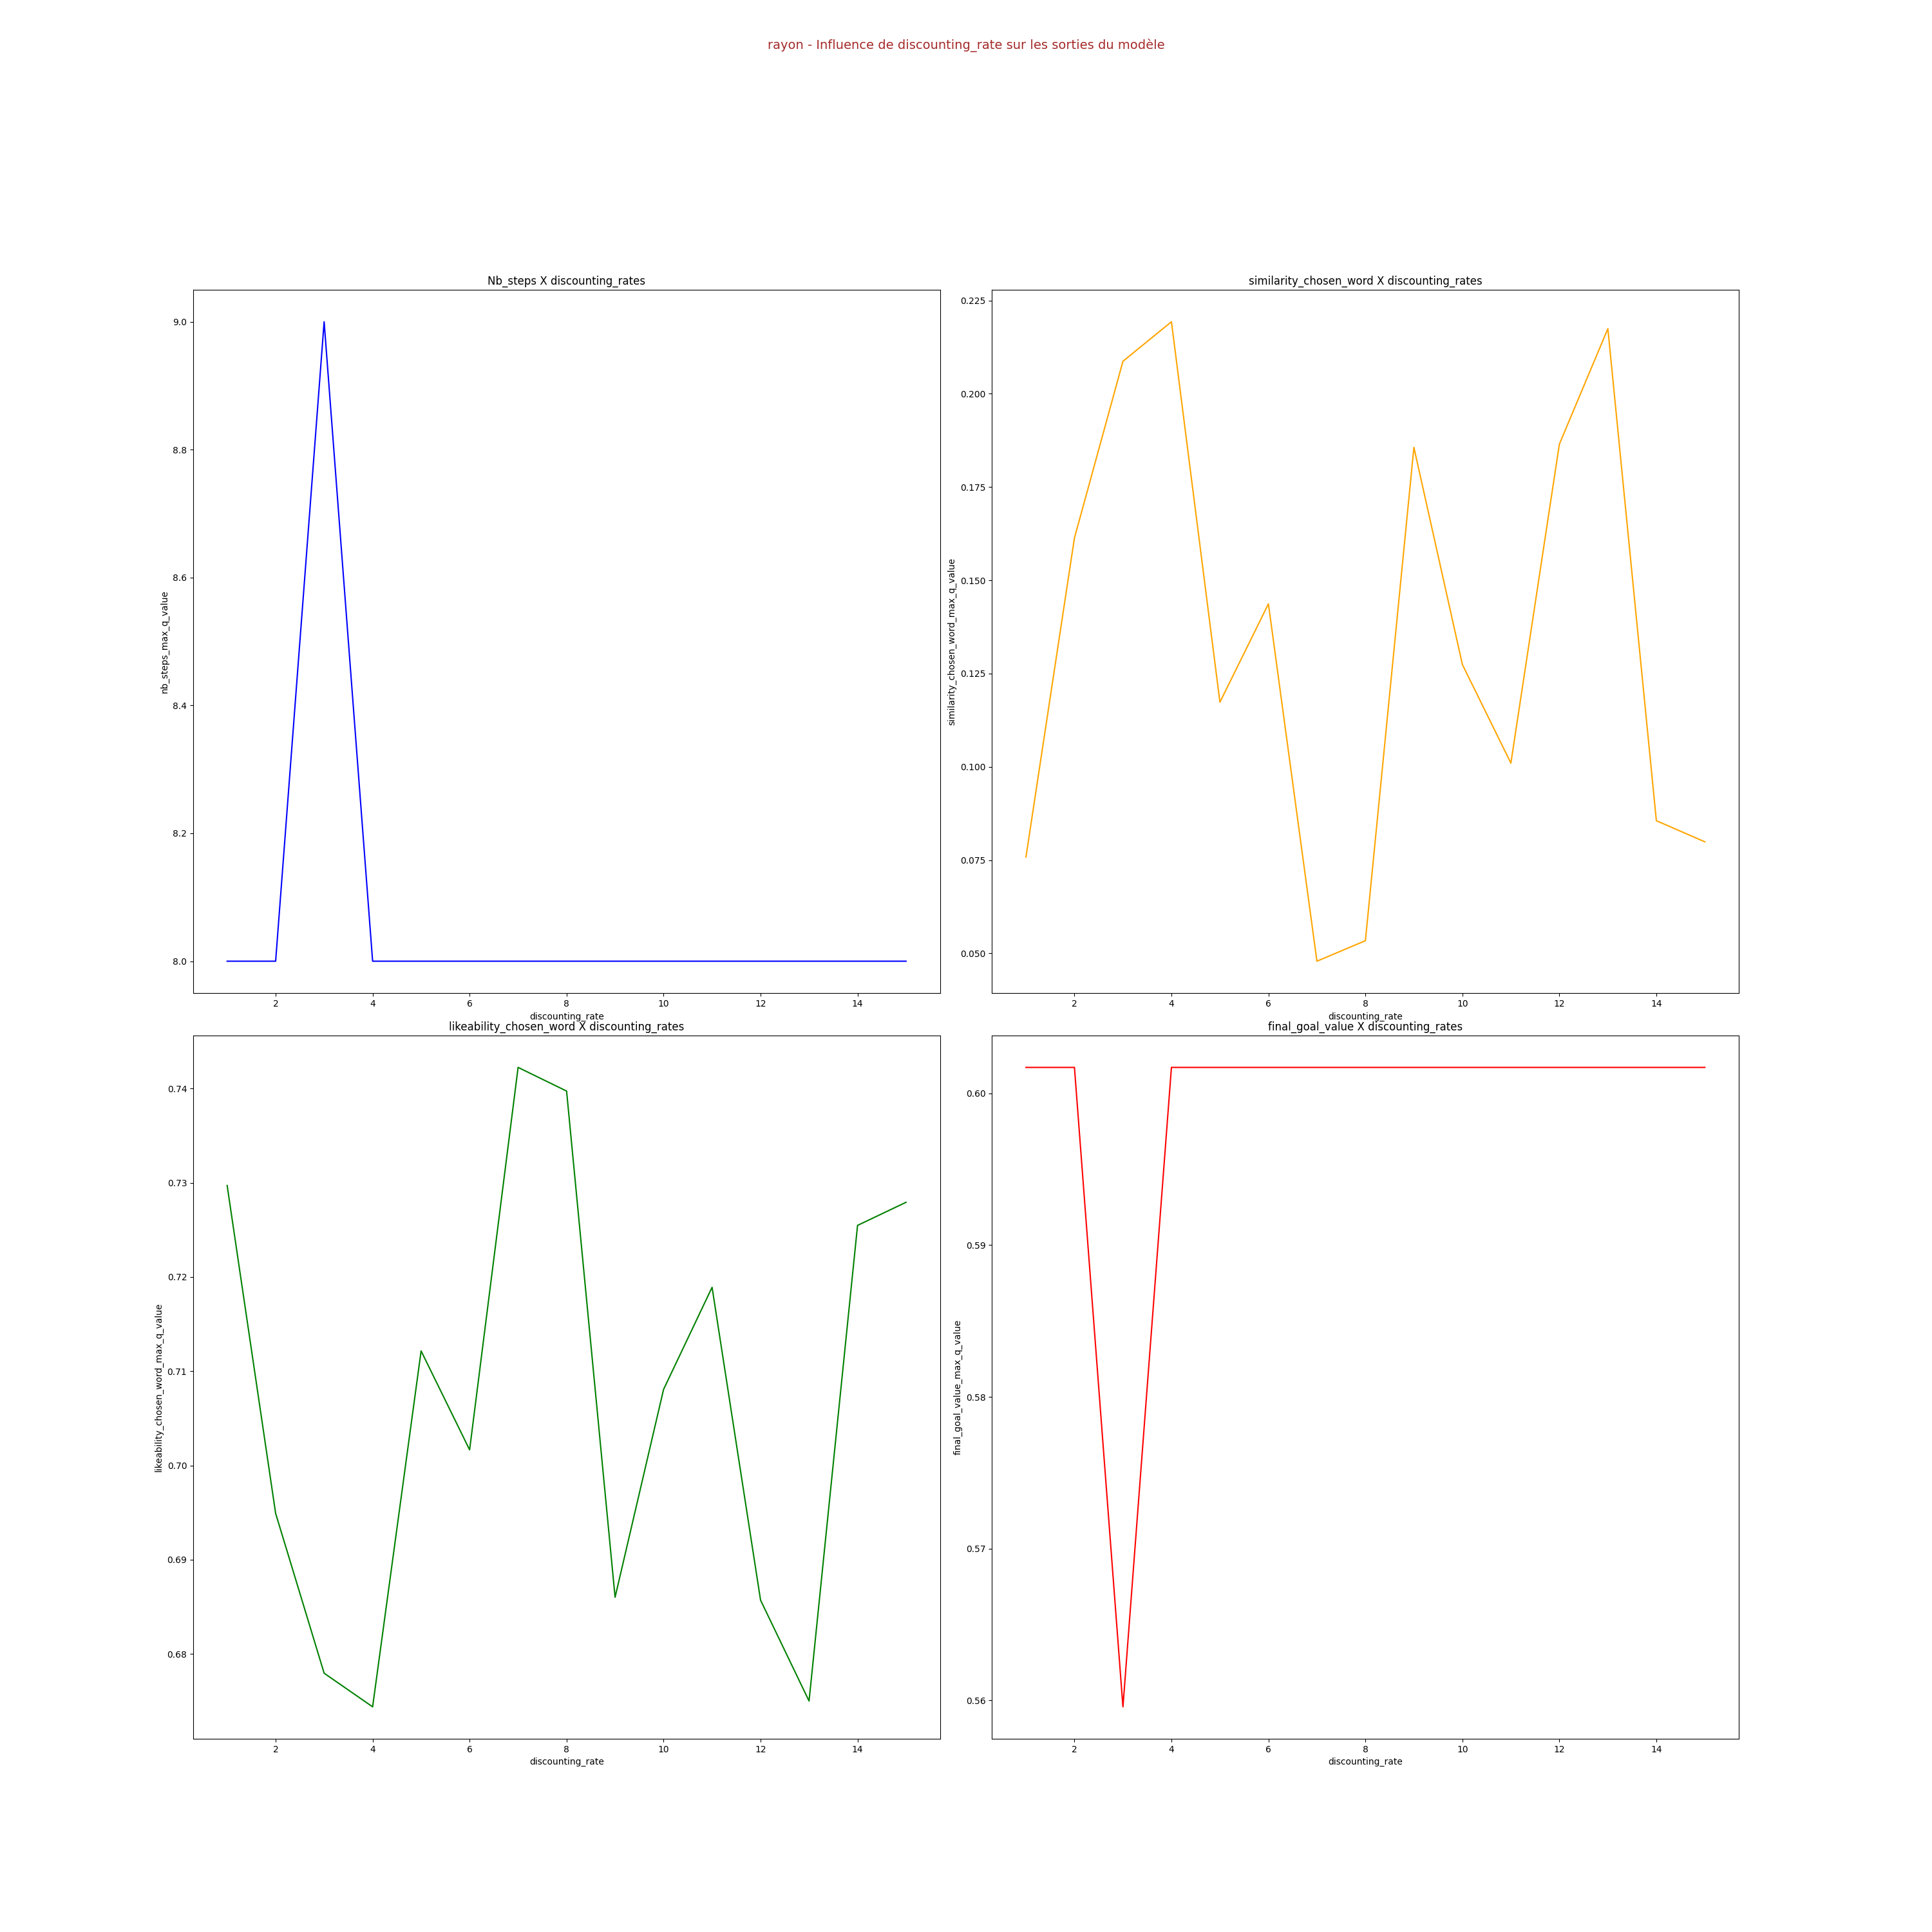 rayon - Influence de discounting_rate sur les sorties du modèle
Nb_steps X discounting_rates
9.0
8.8
8.6
8.4
8.2
8.0
nb_steps_max_q_value
2 4 6 8 10 12 14
discounting_rate
similarity_chosen_word X discounting_rates
0.225
0.200
0.175
0.150
0.125
0.100
0.075
0.050
similarity_chosen_word_max_q_value
2 4 6 8 10 12 14
discounting_rate
likeability_chosen_word X discounting_rates
0.74
0.73
0.72
0.71
0.70
0.69
0.68
likeability_chosen_word_max_q_value
2 4 6 8 10 12 14
discounting_rate
final_goal_value X discounting_rates
0.60
0.59
0.58
0.57
0.56
final_goal_value_max_q_value
2 4 6 8 10 12 14
discounting_rate